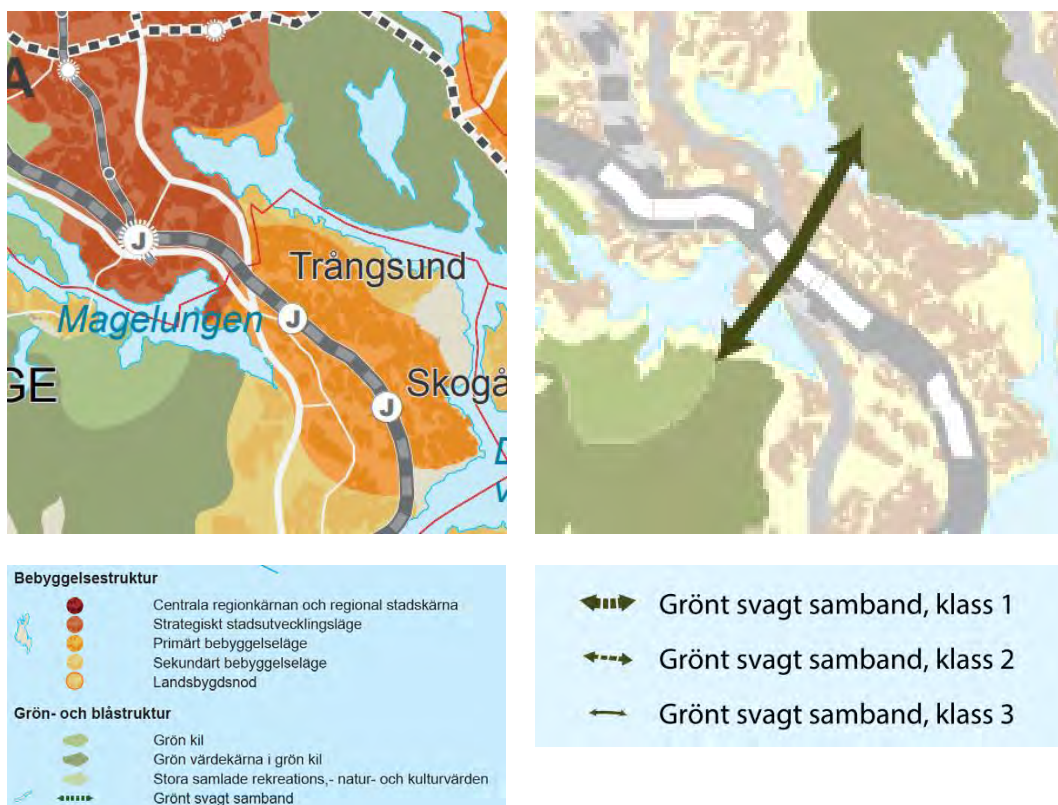 A
J
Trångsund
Magelungen
J
GE
Skogå
J
D
v
Bebyggelsestruktur
Centrala regionkärnan och regional stadskärna
Strategiskt stadsutvecklingsläge
Primärt bebyggelseläge
Sekundärt bebyggelseläge
Landsbygdsnod
Grön- och blåstruktur
Grön kil
Grön värdekärna i grön kil
Stora samlade rekreations,- natur- och kulturvärden
Grönt svagt samband
Grönt svagt samband, klass 1
Grönt svagt samband, klass 2
Grönt svagt samband, klass 3